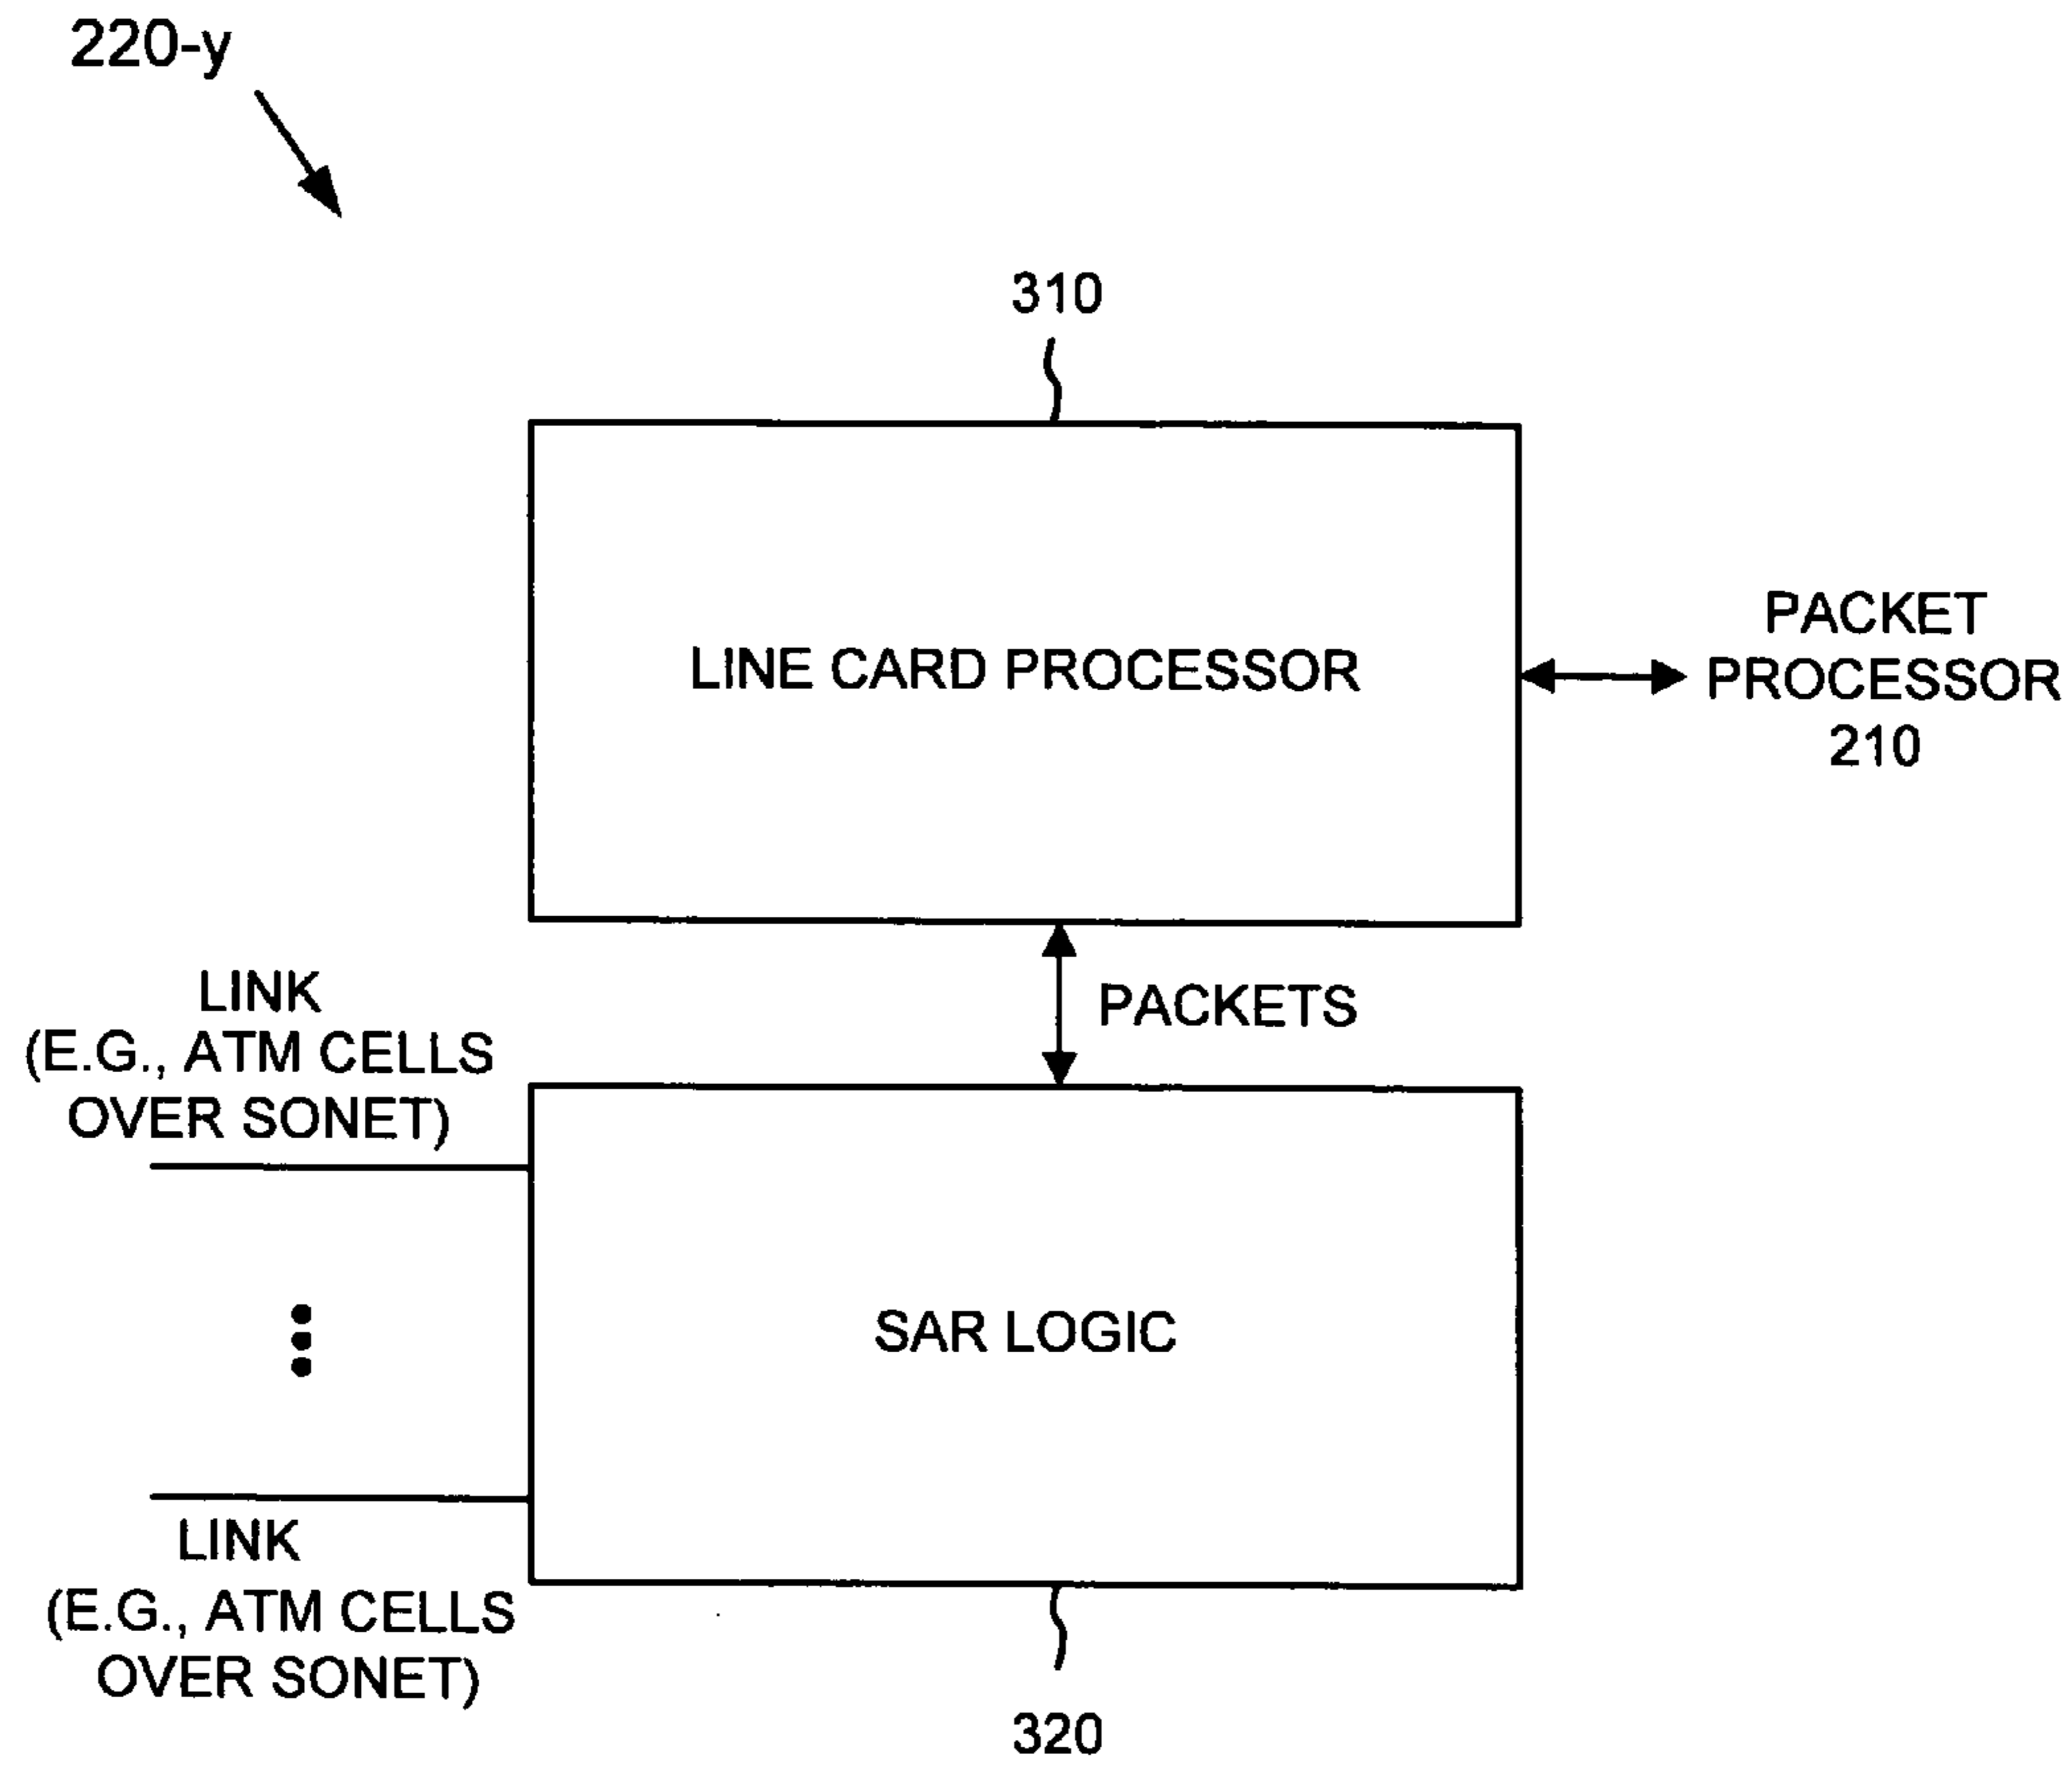 220-y
310
LINE CARD PROCESSOR
PACKET
PROCESSOR
210
PACKETS
LINK
(E.G., ATM CELLS
OVER SONET)
SAR LOGIC
LINK
(E.G., ATM CELLS
OVER SONET)
320